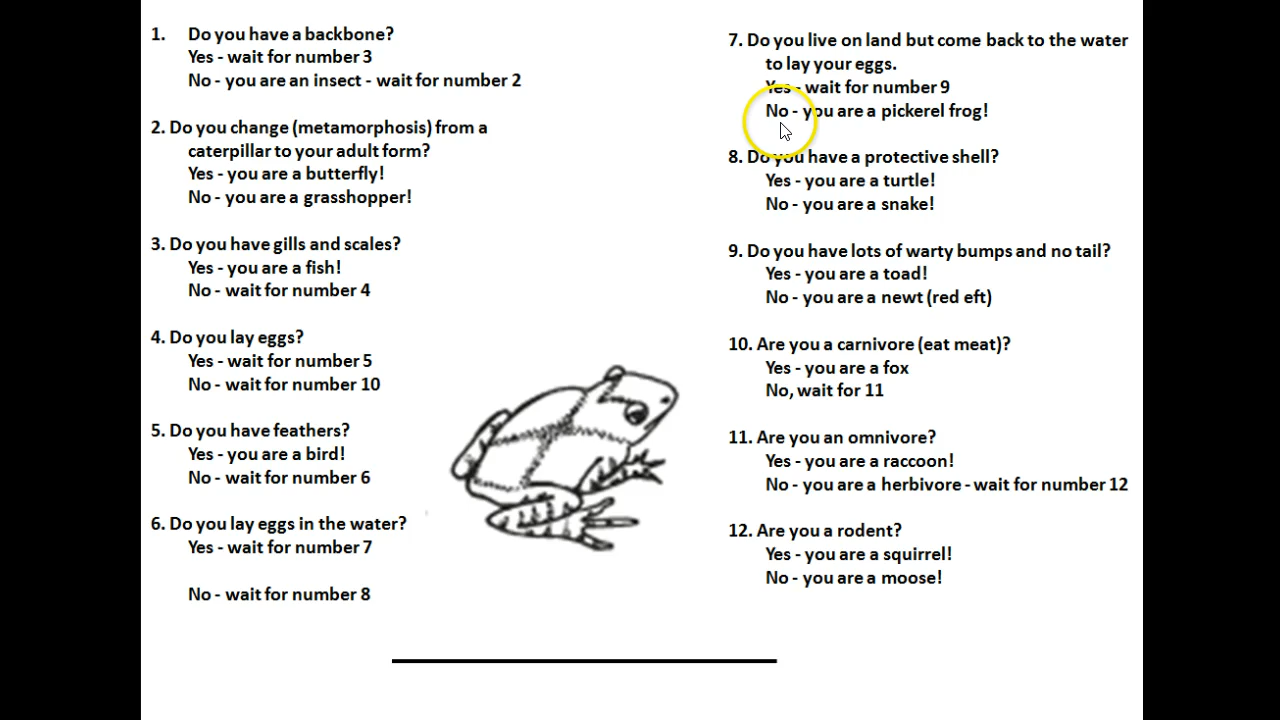 1. Do you have a backbone?
Yes - wait for number 3
No - you are an insect - wait for number 2
2. Do you change (metamorphosis) from a
caterpillar to your adult form?
Yes - you are a butterfly!
No - you are a grasshopper!
3. Do you have gills and scales?
Yes - you are a fish!
No - wait for number 4
4. Do you lay eggs?
Yes - wait for number 5
No - wait for number 10
5. Do you have feathers?
Yes - you are a bird!
No - wait for number 6
6. Do you lay eggs in the water?
Yes - wait for number 7
No - wait for number 8
7. Do you live on land but come back to the water
to lay your eggs.
Yes - wait for number 9
No - you are a pickerel frog!
8. Do you have a protective shell?
Yes - you are a turtle!
No - you are a snake!
9. Do you have lots of warty bumps and no tail?
Yes - you are a toad!
No - you are a newt (red eft)
10. Are you a carnivore (eat meat)?
Yes - you are a fox
No, wait for 11
11. Are you an omnivore?
Yes - you are a raccoon!
No - you are a herbivore - wait for number 12
12. Are you a rodent?
Yes - you are a squirrel!
No - you are a moose!